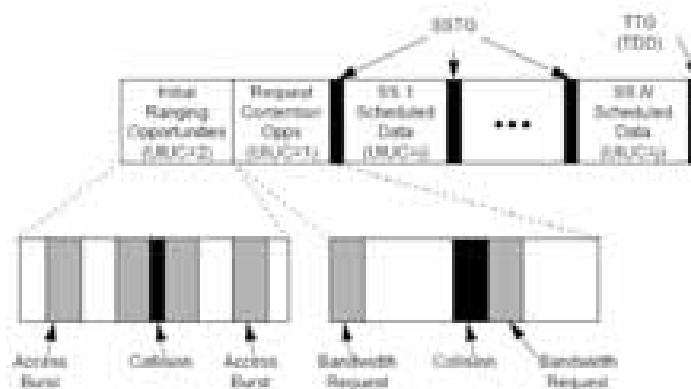 SSTG
TTG
(TDD)
Initial
Ranging
Opportunities
(UIUC=2)
Request
Contention
Opps
(UIUC=1)
SS 1
Scheduled
Data
(UIUC=i)
•••
SS N
Scheduled
Data
(UIUC=j)
Access
Burst
Collision
Access
Burst
Bandwidth
Request
Collision
Bandwidth
Request